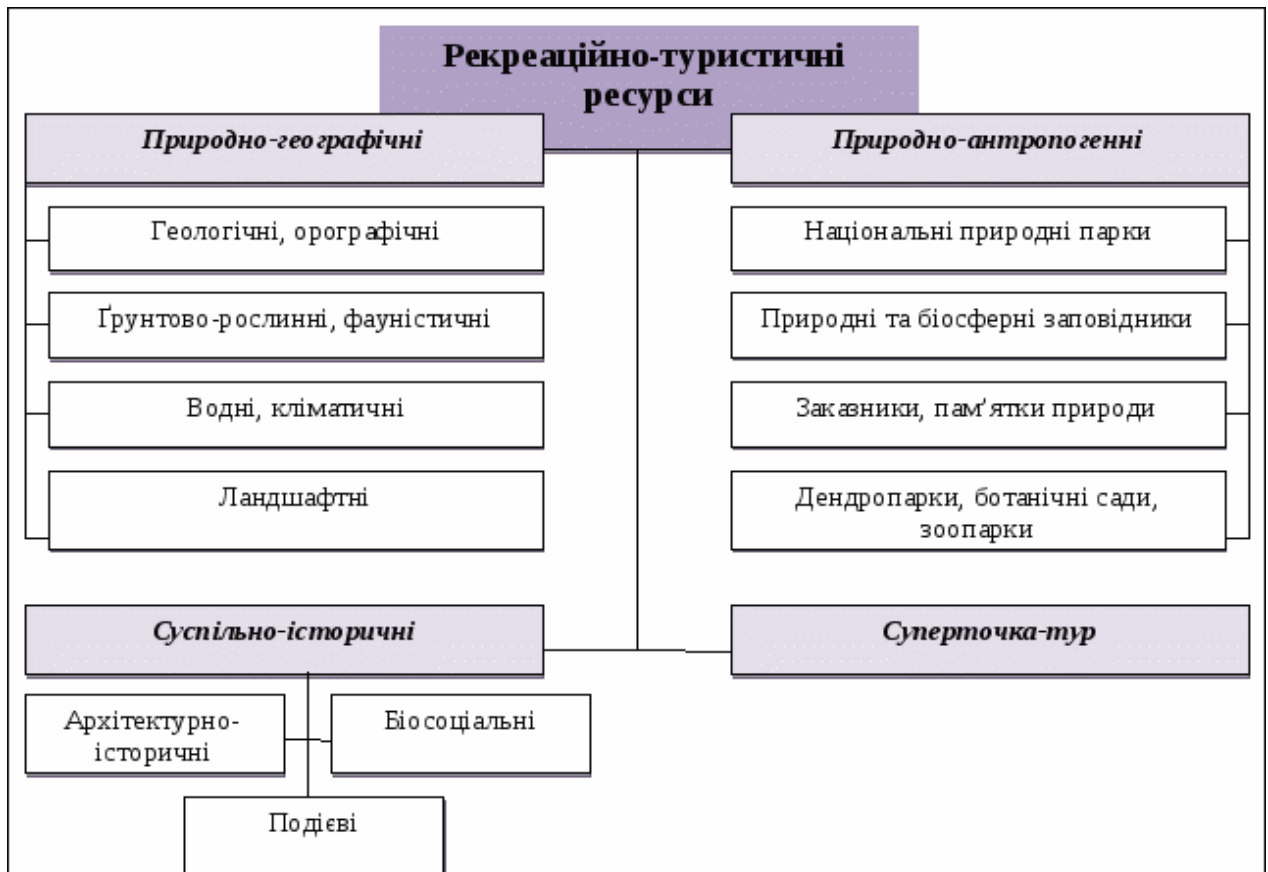 Рекреаційно-туристичні
ресурси
Природно-географічні
Геологічні, орографічні
Ґрунтово-рослинні, фауністичні
Водні, кліматичні
Ландшафтні
Природно-антропогенні
Національні природні парки
Природні та біосферні заповідники
Заказники, пам'ятки природи
Дендропарки, ботанічні сади,
зоопарки
Суспільно-історичні
Архітектурно-
історичні
Біосоціальні
Подієві
Суперточка-тур